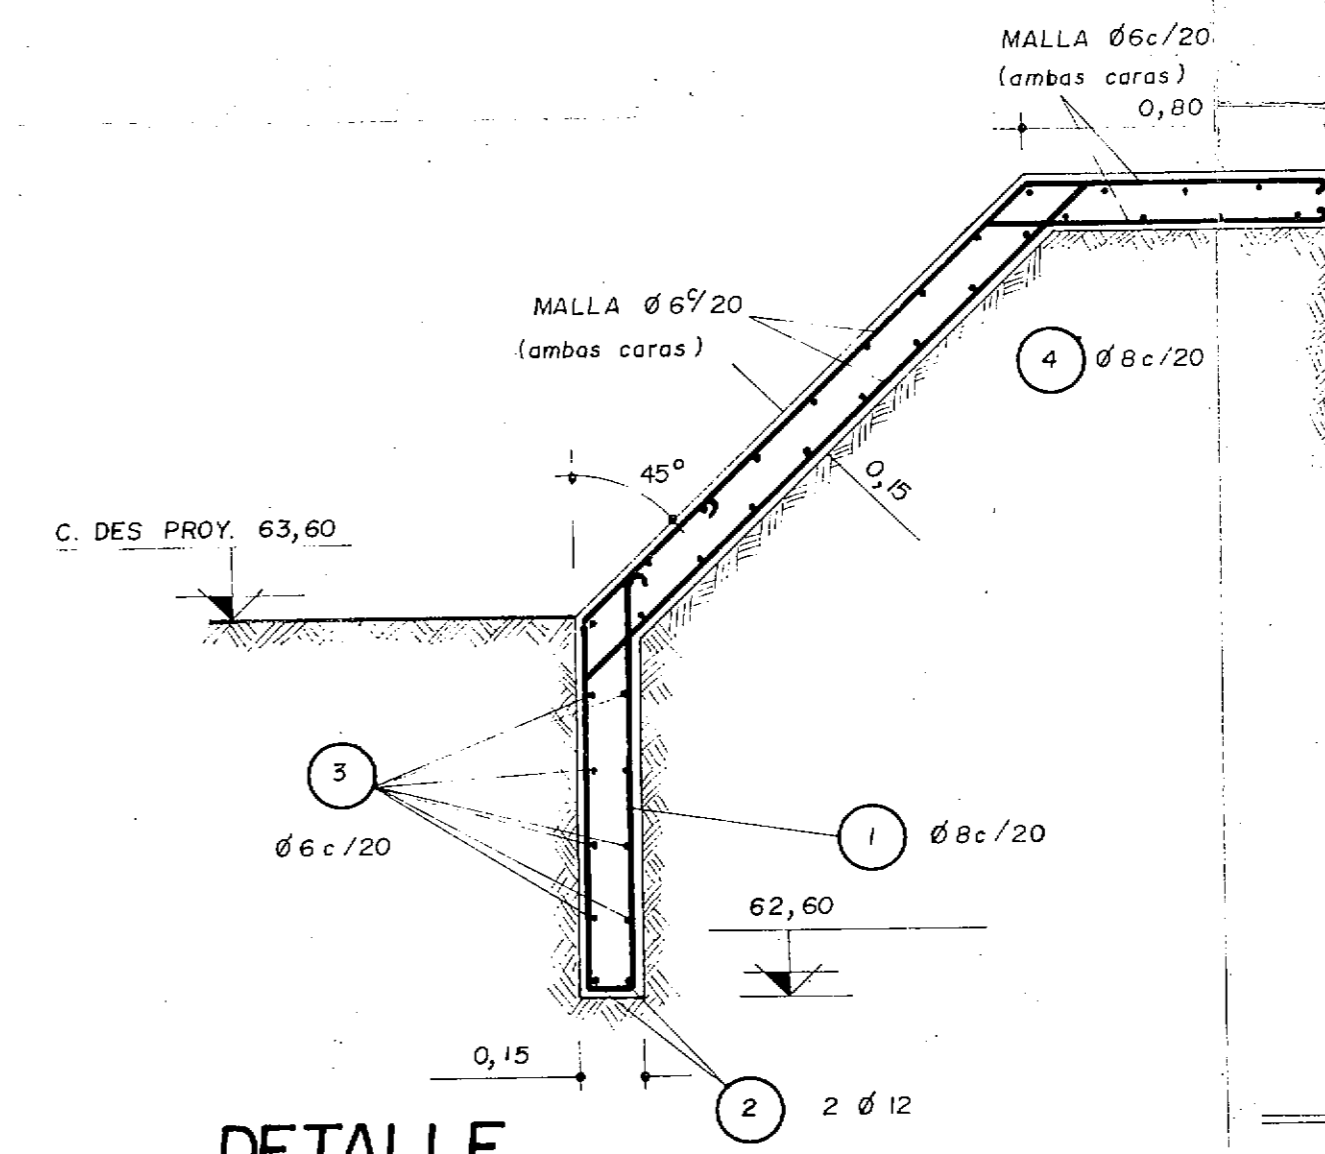 MALLA Ø6c/20
(ambas caras)
0,80
MALLA Ø6c/20
(ambas caras)
4 Ø8c/20
45°
0,15
C. DES PROY. 63,60
3
Ø6c/20
1 Ø8c/20
62,60
0,15
2 2 Ø12
DETALLE